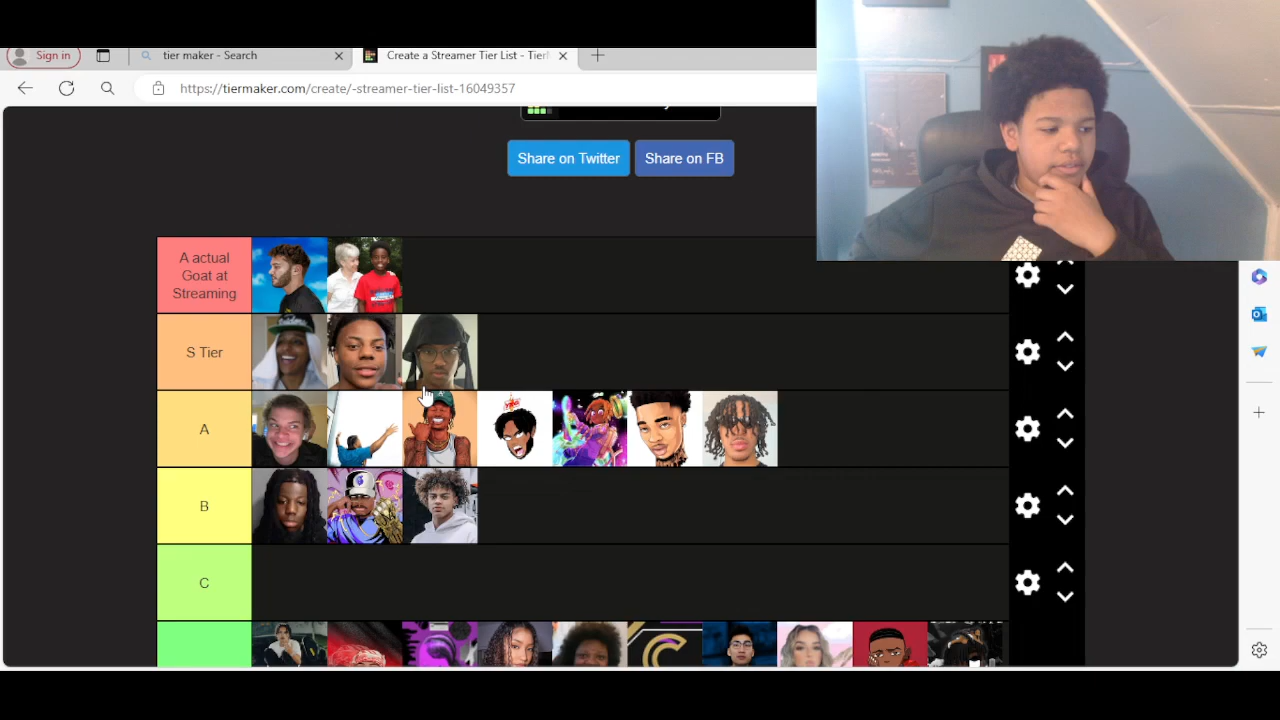 Sign in
tier maker - Search
Create a Streamer Tier List - Tierl
https://tiermaker.com/create/-streamer-tier-list-16049357
Share on Twitter
Share on FB
A actual
Goat at
Streaming
S Tier
A
B
C